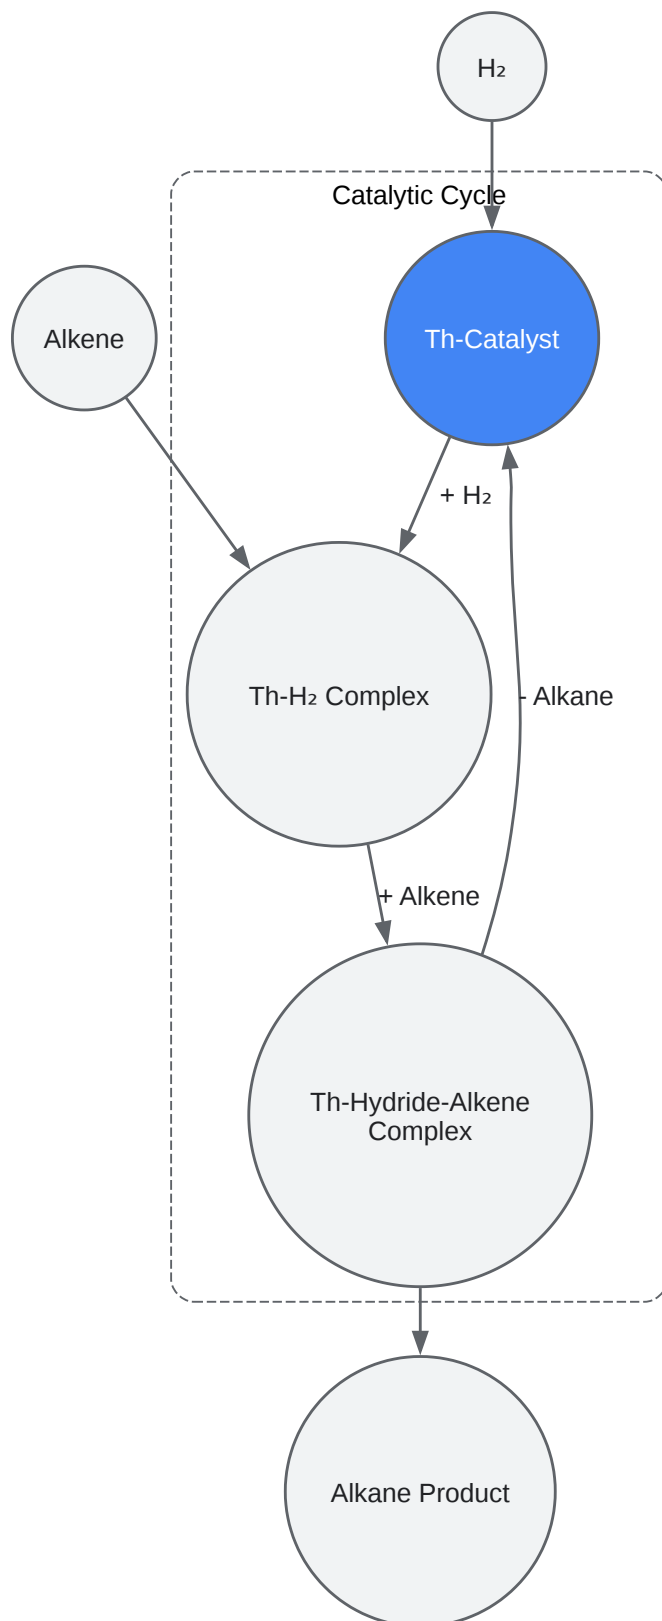 H₂
Catalytic Cycle
Alkene
Th-Catalyst
+ H₂
Th-H₂ Complex
- Alkane
+ Alkene
Th-Hydride-Alkene
Complex
Alkane Product